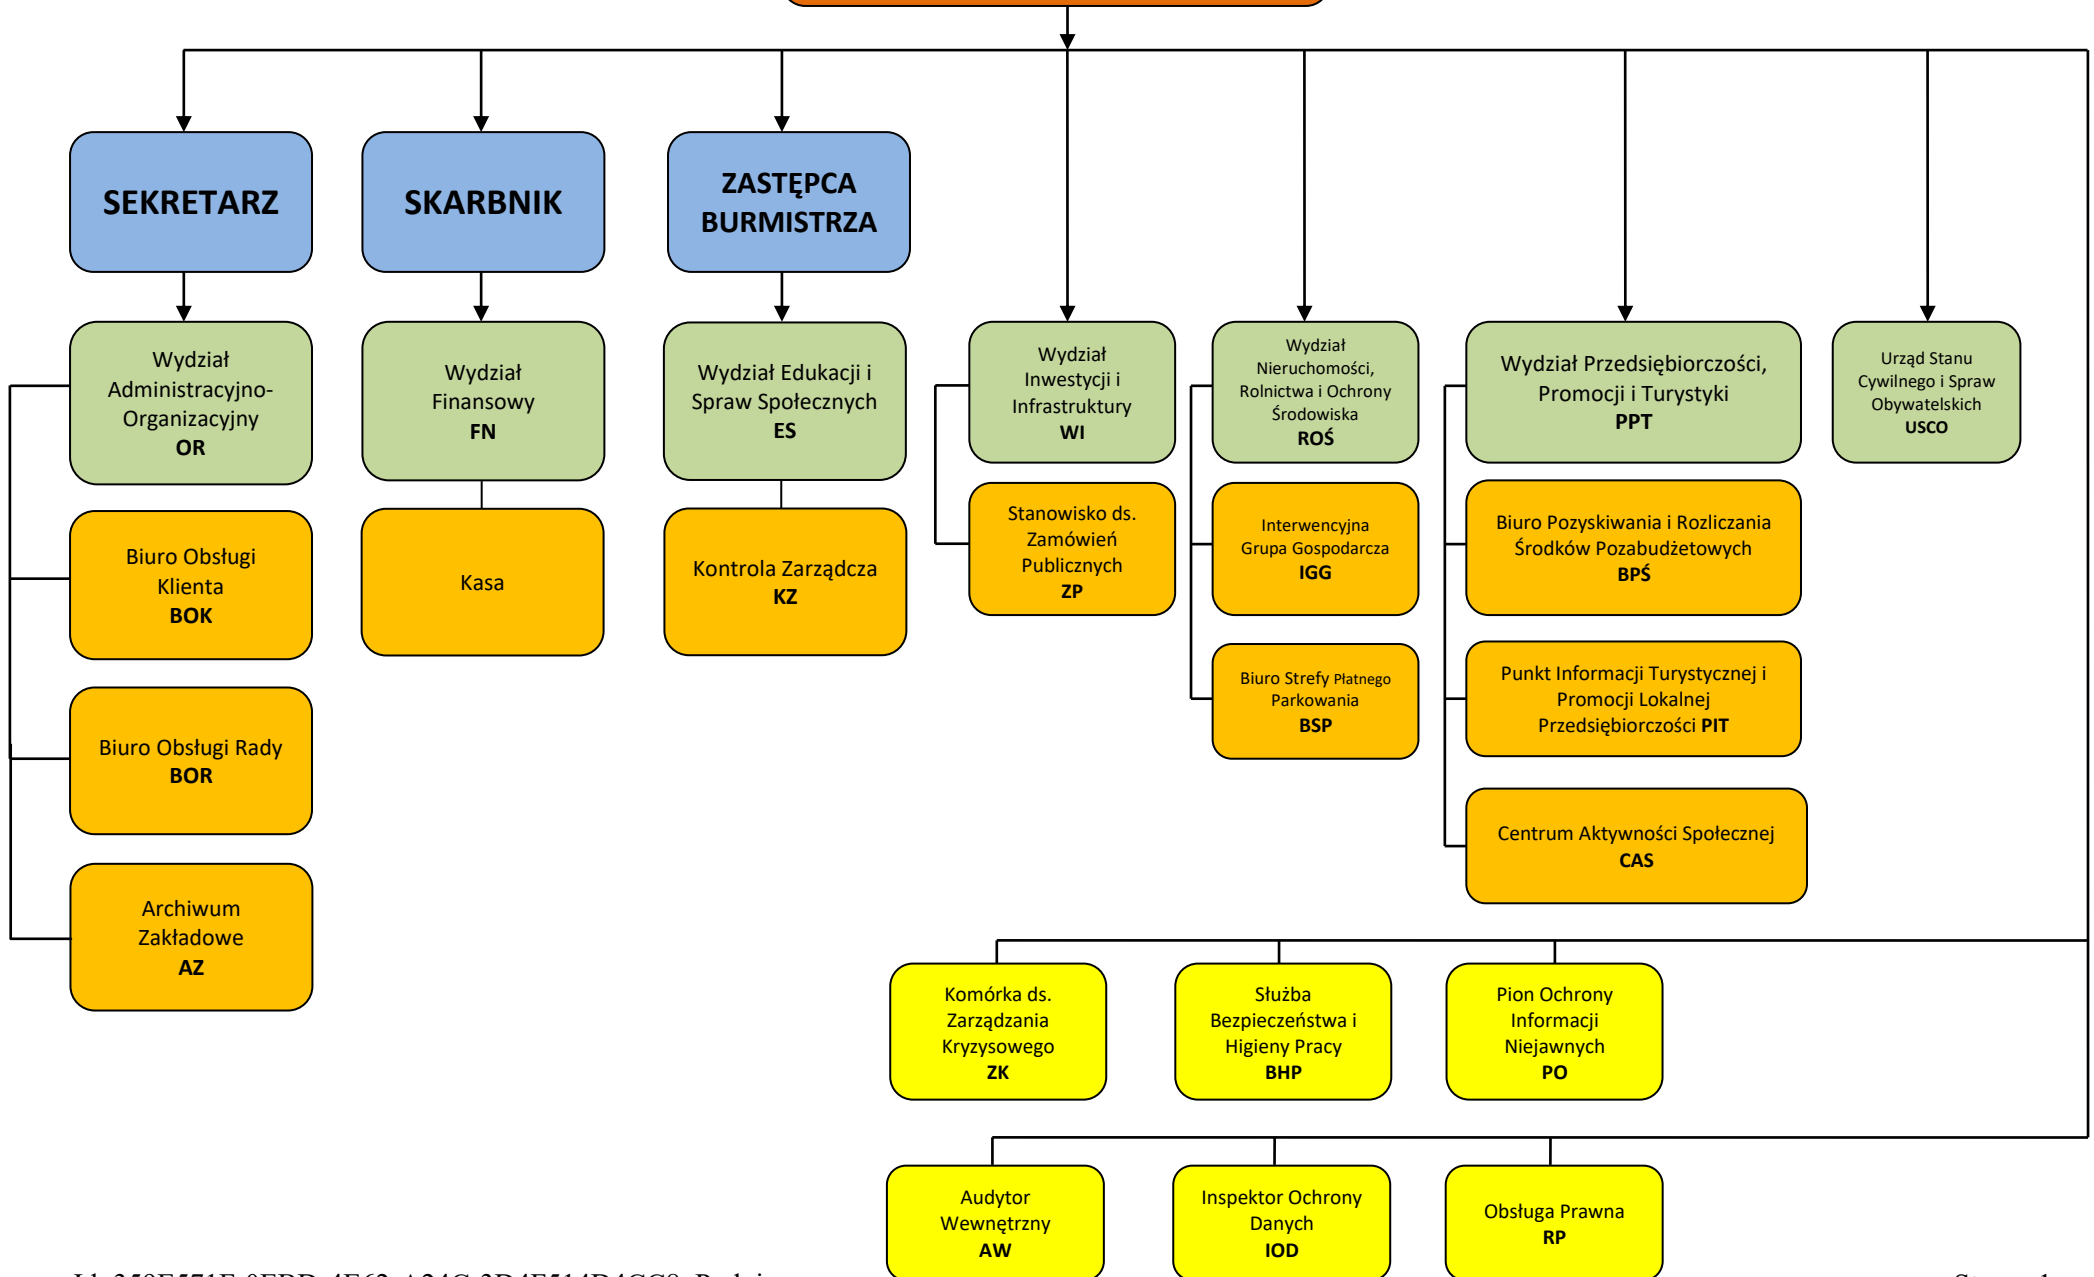 SEKRETARZ
SKARBNIK
ZASTĘPCA
BURMISTRZA
Wydział
Administracyjno-
Organizacyjny
OR
Wydział
Finansowy
FN
Wydział Edukacji i
Spraw Społecznych
ES
Wydział
Inwestycji i
Infrastruktury
WI
Wydział
Nieruchomości,
Rolnictwa i Ochrony
Środowiska
ROŚ
Wydział Przedsiębiorczości,
Promocji i Turystyki
PPT
Urząd Stanu
Cywilnego i Spraw
Obywatelskich
USCO
Biuro Obsługi
Klienta
BOK
Kasa
Kontrola Zarządcza
KZ
Stanowisko ds.
Zamówień
Publicznych
ZP
Interwencyjna
Grupa Gospodarcza
IGG
Biuro Pozyskiwania i Rozliczania
Środków Pozabudżetowych
BPŚ
Biuro Obsługi Rady
BOR
Biuro Strefy Płatnego
Parkowania
BSP
Punkt Informacji Turystycznej i
Promocji Lokalnej
Przedsiębiorczości PIT
Centrum Aktywności Społecznej
CAS
Archiwum
Zakładowe
AZ
Komórka ds.
Zarządzania
Kryzysowego
ZK
Służba
Bezpieczeństwa i
Higieny Pracy
BHP
Pion Ochrony
Informacji
Niejawnych
PO
Audytor
Wewnętrzny
AW
Inspektor Ochrony
Danych
IOD
Obsługa Prawna
RP